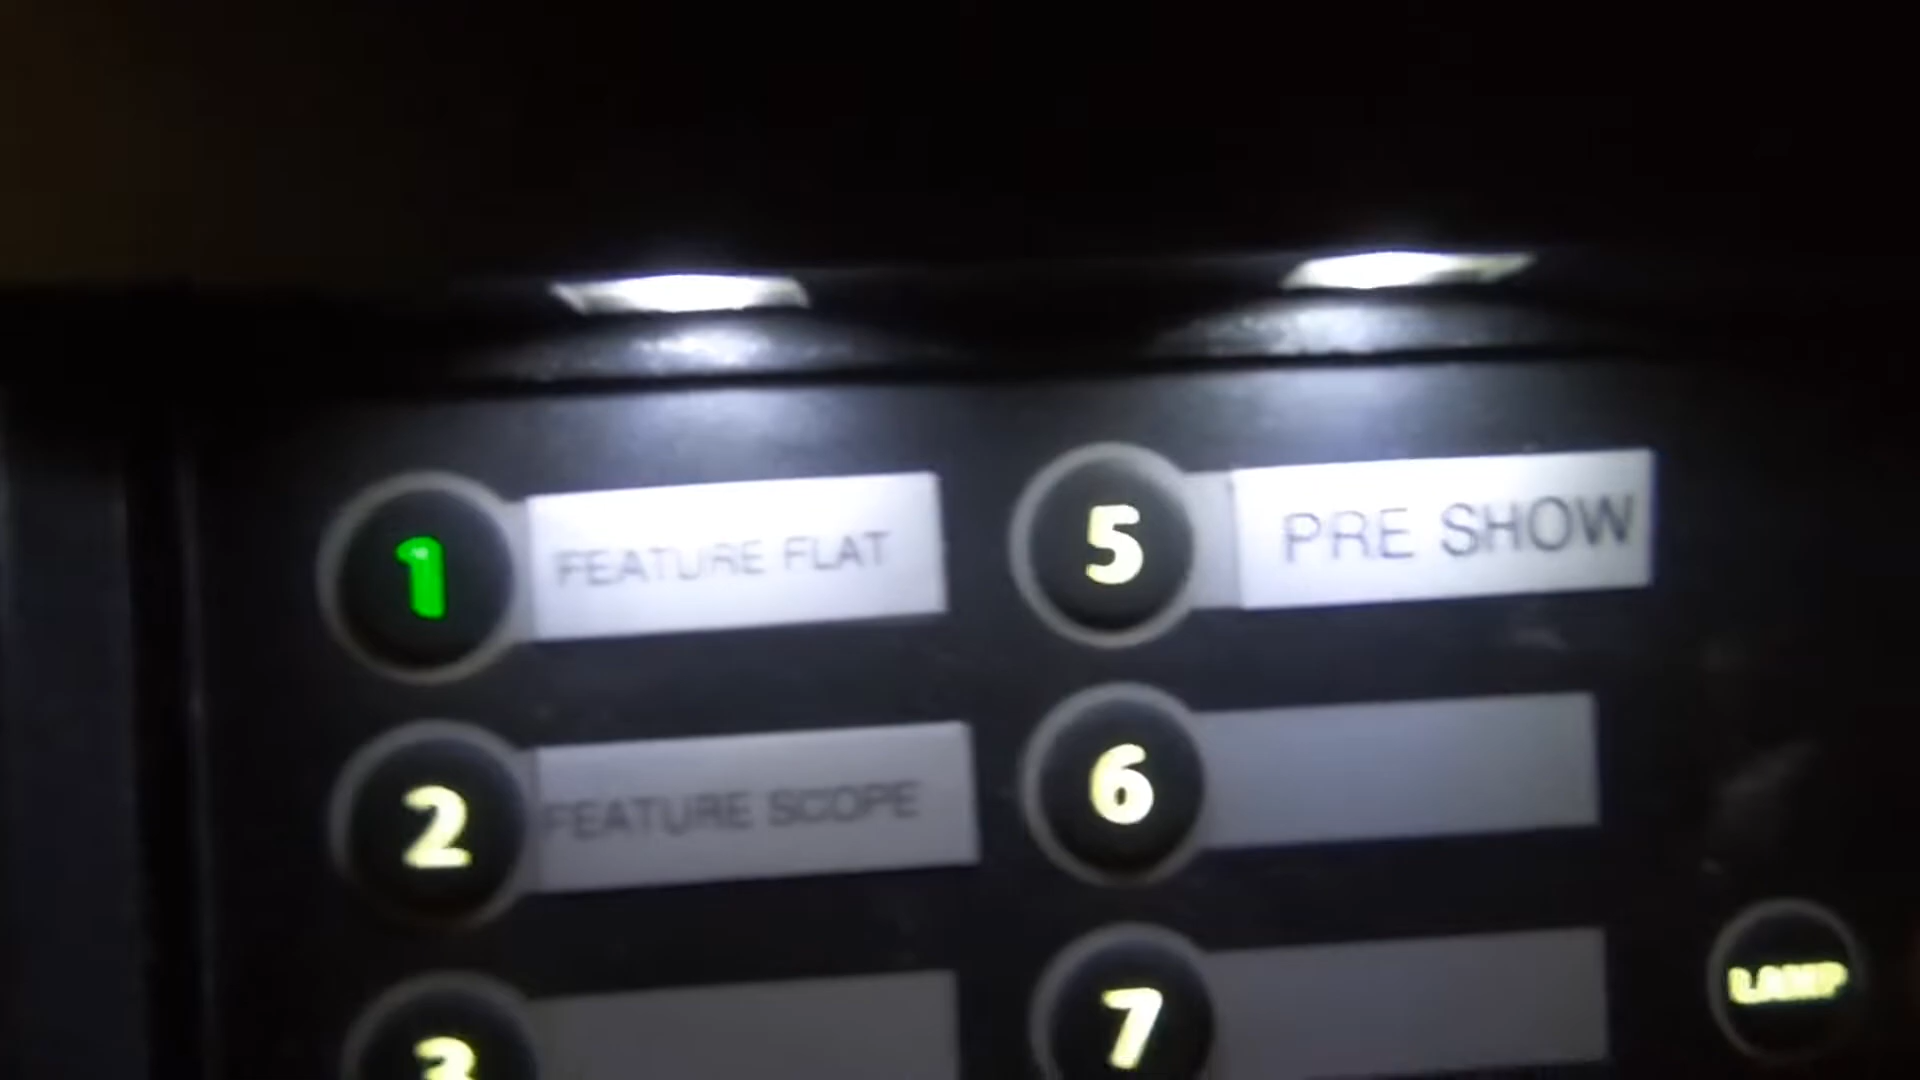 1 FEATURE FLAT
5 PRE SHOW
2 FEATURE SCOPE
6
3
7
LAMP